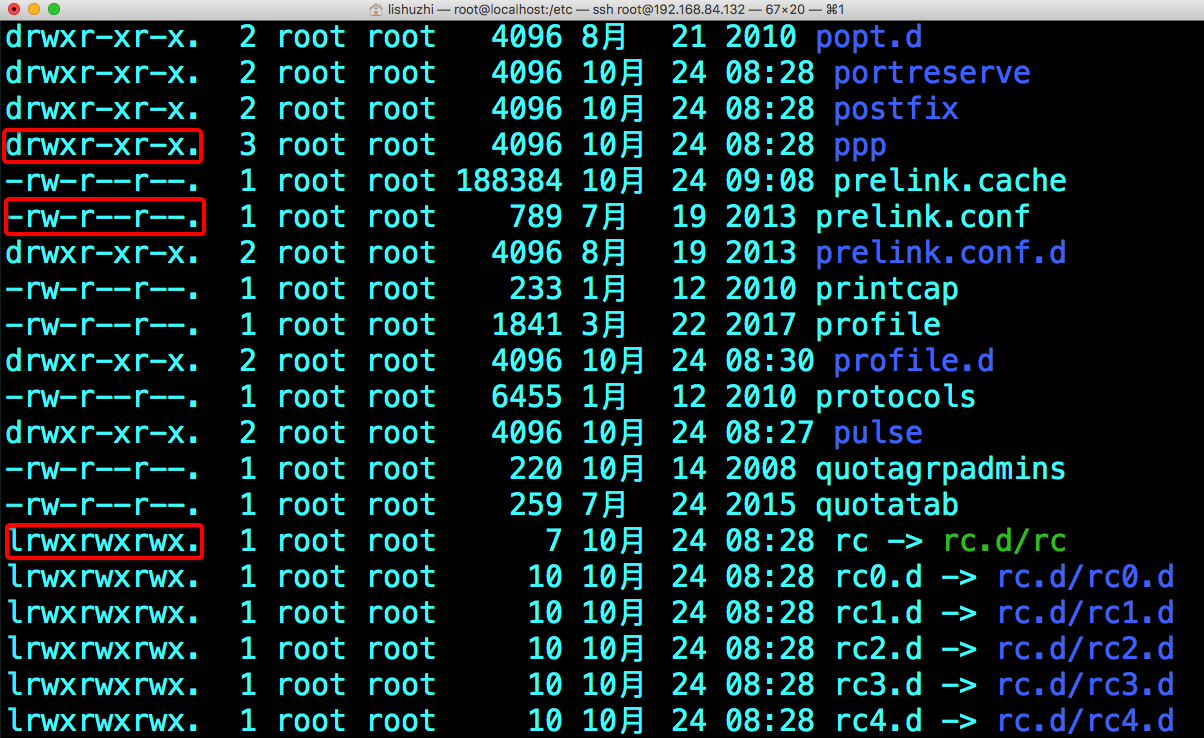 lishuzhi — root@localhost:/etc — ssh root@192.168.84.132 — 67×20 — ⌘1
drwxr-xr-x.  2 root root   4096 8月  21 2010 popt.d
drwxr-xr-x.  2 root root   4096 10月 24 08:28 portreserve
drwxr-xr-x.  2 root root   4096 10月 24 08:28 postfix
drwxr-xr-x.  3 root root   4096 10月 24 08:28 ppp
-rw-r--r--.  1 root root 188384 10月 24 09:08 prelink.cache
-rw-r--r--.  1 root root    789 7月  19 2013 prelink.conf
drwxr-xr-x.  2 root root   4096 8月  19 2013 prelink.conf.d
-rw-r--r--.  1 root root    233 1月  12 2010 printcap
-rw-r--r--.  1 root root   1841 3月  22 2017 profile
drwxr-xr-x.  2 root root   4096 10月 24 08:30 profile.d
-rw-r--r--.  1 root root   6455 1月  12 2010 protocols
drwxr-xr-x.  2 root root   4096 10月 24 08:27 pulse
-rw-r--r--.  1 root root    220 10月 14 2008 quotagrpadmins
-rw-r--r--.  1 root root    259 7月  24 2015 quotatab
lrwxrwxrwx.  1 root root      7 10月 24 08:28 rc -> rc.d/rc
lrwxrwxrwx.  1 root root     10 10月 24 08:28 rc0.d -> rc.d/rc0.d
lrwxrwxrwx.  1 root root     10 10月 24 08:28 rc1.d -> rc.d/rc1.d
lrwxrwxrwx.  1 root root     10 10月 24 08:28 rc2.d -> rc.d/rc2.d
lrwxrwxrwx.  1 root root     10 10月 24 08:28 rc3.d -> rc.d/rc3.d
lrwxrwxrwx.  1 root root     10 10月 24 08:28 rc4.d -> rc.d/rc4.d